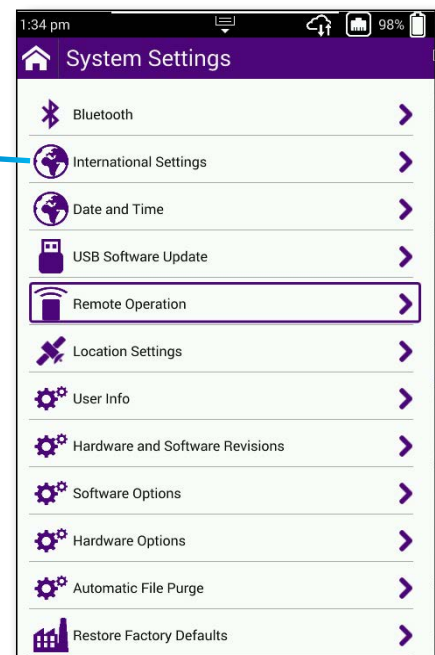 1:34 pm 98%
System Settings
Bluetooth
International Settings
Date and Time
USB Software Update
Remote Operation
Location Settings
User Info
Hardware and Software Revisions
Software Options
Hardware Options
Automatic File Purge
Restore Factory Defaults